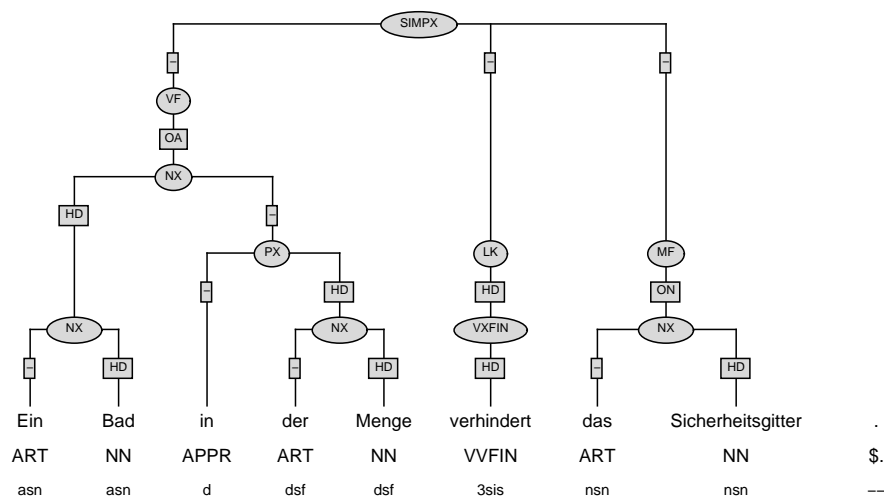 SIMPX
– – –
VF
OA
NX
HD –
PX LK MF
– HD HD ON
NX NX VXFIN NX
– HD – HD HD – HD
Ein Bad in der Menge verhindert das Sicherheitsgitter .
ART NN APPR ART NN VVFIN ART NN $.
asn asn d dsf dsf 3sis nsn nsn ––